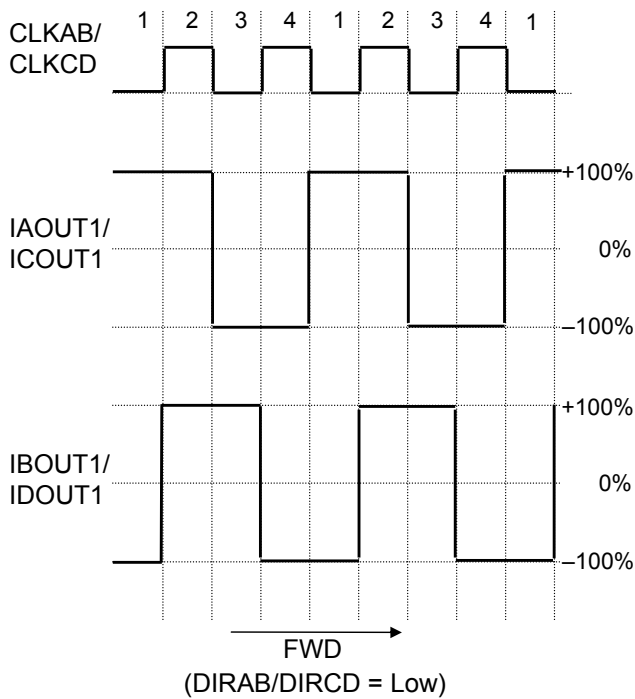 1 2 3 4 1 2 3 4 1
CLKAB/
CLKCD
+100%
IAOUT1/
ICOUT1
0%
–100%
+100%
IBOUT1/
IDOUT1
0%
–100%
FWD
(DIRAB/DIRCD = Low)